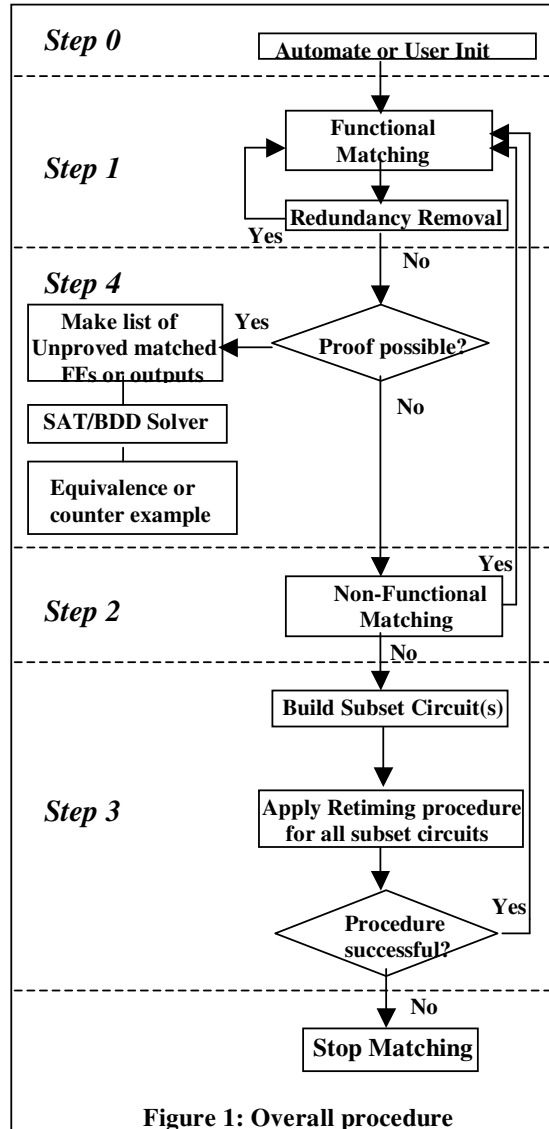 Step 0
Automate or User Init
Step 1
Functional
Matching
Redundancy Removal
Yes
No
Step 4
Make list of
Unproved matched
FFs or outputs
Yes
Proof possible?
No
SAT/BDD Solver
Equivalence or
counter example
Step 2
Yes
Non-Functional
Matching
No
Build Subset Circuit(s)
Step 3
Apply Retiming procedure
for all subset circuits
Yes
Procedure
successful?
No
Stop Matching
Figure 1: Overall procedure